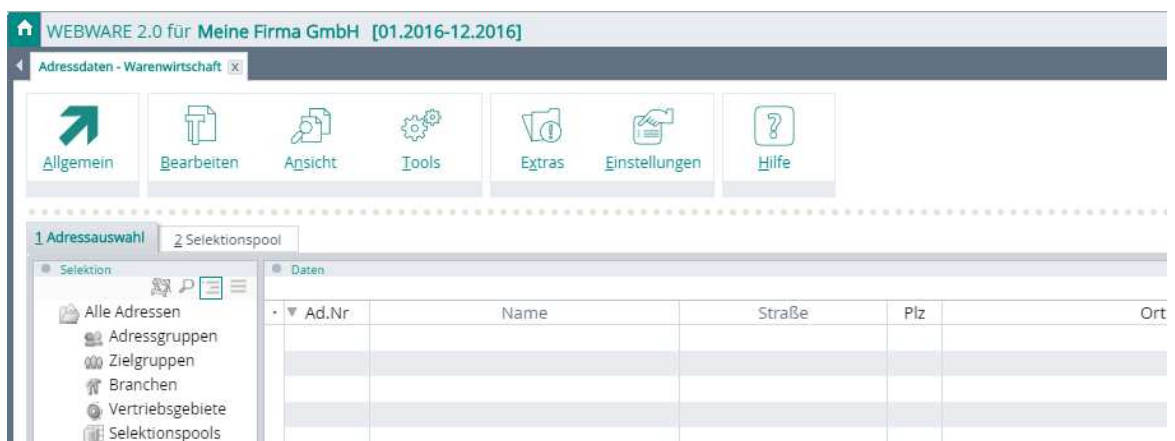 WEBWARE 2.0 für Meine Firma GmbH [01.2016-12.2016]
Adressdaten - Warenwirtschaft x
Allgemein Bearbeiten Ansicht Tools Extras Einstellungen Hilfe
1 Adressauswahl 2 Selektionspool
Selektion Daten
Alle Adressen
Ad.Nr Name Straße Plz Ort
Adressgruppen
Zielgruppen
Branchen
Vertriebsgebiete
Selektionspools